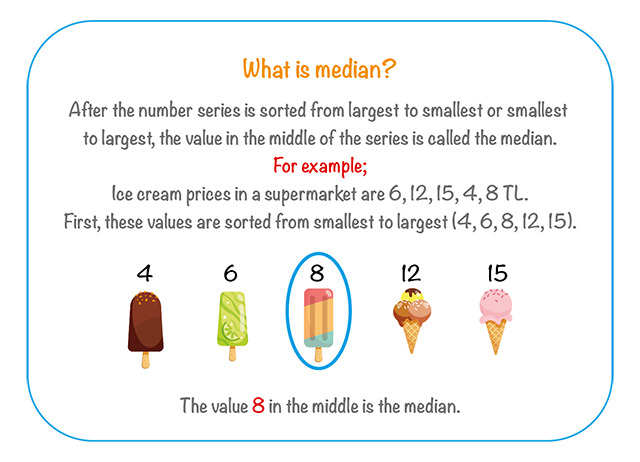 What is median?
After the number series is sorted from largest to smallest or smallest
to largest, the value in the middle of the series is called the median.
For example;
Ice cream prices in a supermarket are 6, 12, 15, 4, 8 TL.
First, these values are sorted from smallest to largest (4, 6, 8, 12, 15).
4 6 8 12 15
The value 8 in the middle is the median.